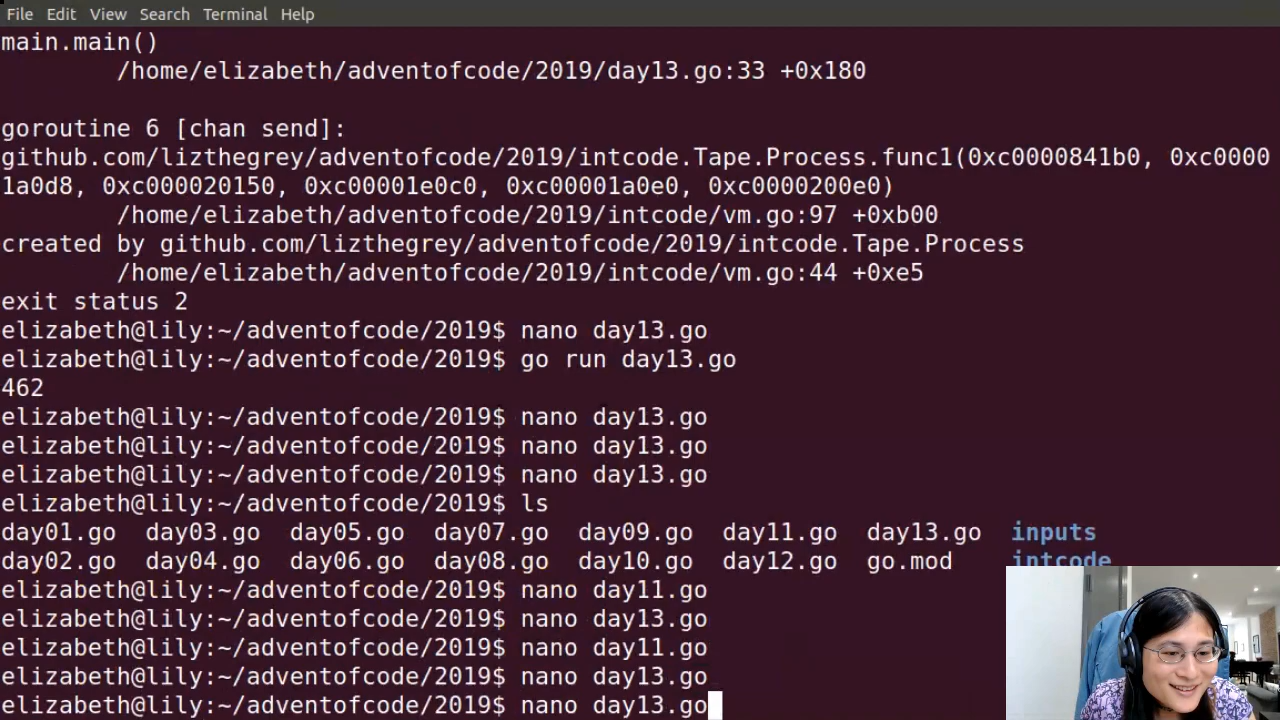 File Edit View Search Terminal Help
main.main()
/home/elizabeth/adventofcode/2019/day13.go:33 +0x180
goroutine 6 [chan send]:
github.com/lizthegrey/adventofcode/2019/intcode.Tape.Process.func1(0xc0000841b0, 0xc0000
1a0d8, 0xc000020150, 0xc00001e0c0, 0xc00001a0e0, 0xc0000200e0)
/home/elizabeth/adventofcode/2019/intcode/vm.go:97 +0xb00
created by github.com/lizthegrey/adventofcode/2019/intcode.Tape.Process
/home/elizabeth/adventofcode/2019/intcode/vm.go:44 +0xe5
exit status 2
elizabeth@lily:~/adventofcode/2019$ nano day13.go
elizabeth@lily:~/adventofcode/2019$ go run day13.go
462
elizabeth@lily:~/adventofcode/2019$ nano day13.go
elizabeth@lily:~/adventofcode/2019$ nano day13.go
elizabeth@lily:~/adventofcode/2019$ nano day13.go
elizabeth@lily:~/adventofcode/2019$ ls
day01.go day03.go day05.go day07.go day09.go day11.go day13.go inputs
day02.go day04.go day06.go day08.go day10.go day12.go go.mod intcode
elizabeth@lily:~/adventofcode/2019$ nano day11.go
elizabeth@lily:~/adventofcode/2019$ nano day13.go
elizabeth@lily:~/adventofcode/2019$ nano day11.go
elizabeth@lily:~/adventofcode/2019$ nano day13.go
elizabeth@lily:~/adventofcode/2019$ nano day13.go